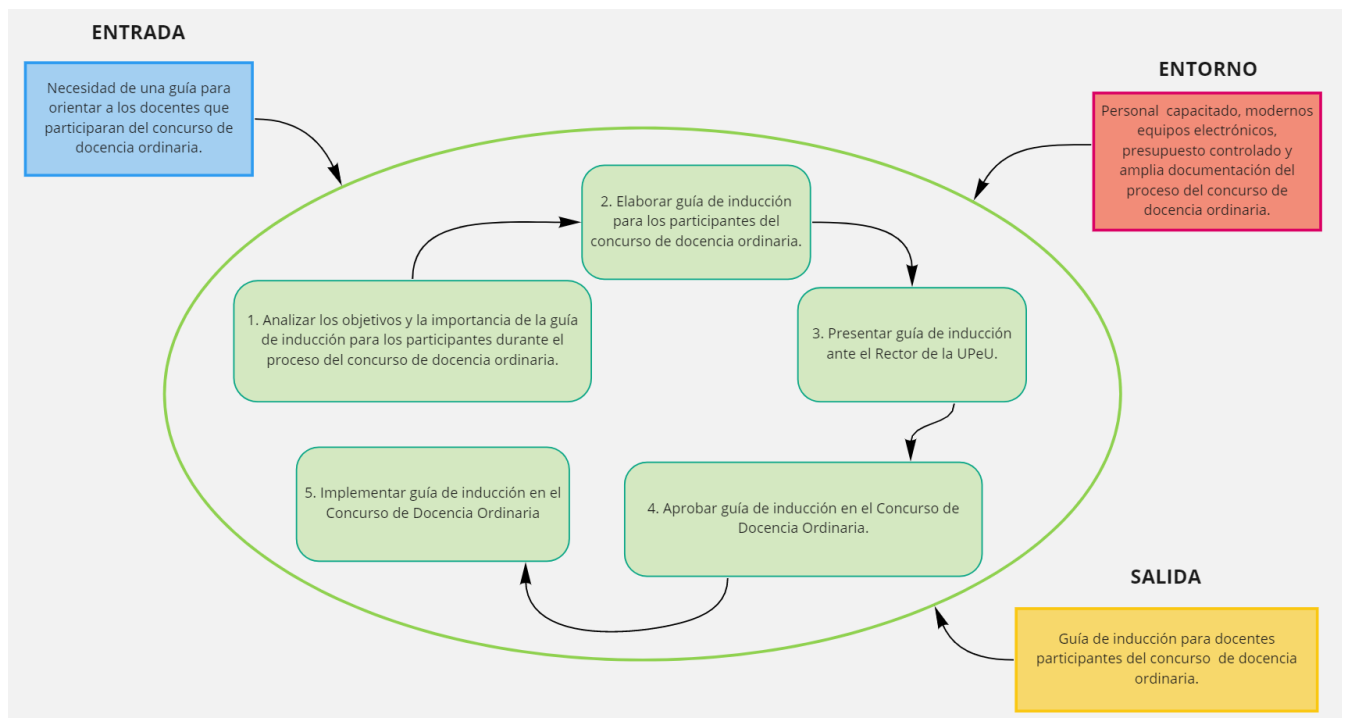 ENTRADA
Necesidad de una guía para
orientar a los docentes que
participaran del concurso de
docencia ordinaria.
ENTORNO
Personal capacitado, modernos
equipos electrónicos,
presupuesto controlado y
amplia documentación del
proceso del concurso de
docencia ordinaria.
2. Elaborar guía de inducción
para los participantes del
concurso de docencia ordinaria.
1. Analizar los objetivos y la importancia de la guía
de inducción para los participantes durante el
proceso del concurso de docencia ordinaria.
3. Presentar guía de inducción
ante el Rector de la UPeU.
5. Implementar guía de inducción en el
Concurso de Docencia Ordinaria
4. Aprobar guía de inducción en el Concurso de
Docencia Ordinaria.
SALIDA
Guía de inducción para docentes
participantes del concurso de docencia
ordinaria.